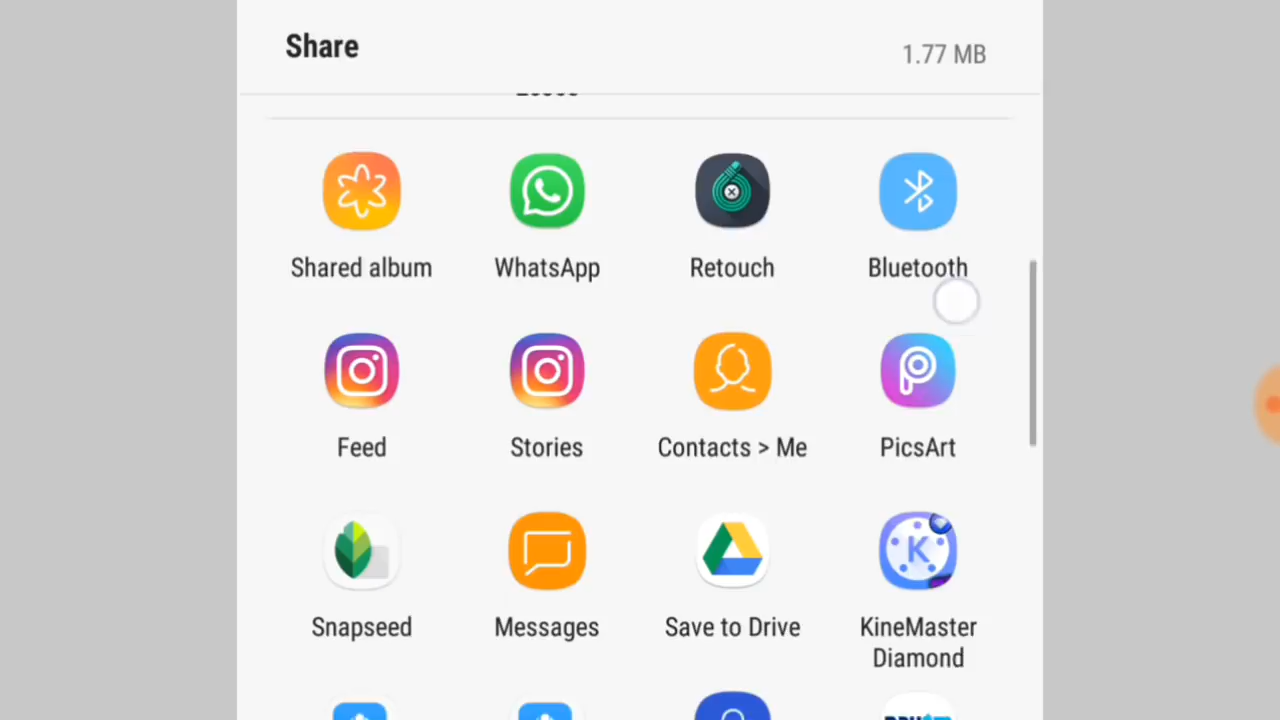 Share
1.77 MB
Shared album
WhatsApp
Retouch
Bluetooth
Feed
Stories
Contacts > Me
PicsArt
Snapseed
Messages
Save to Drive
KineMaster
Diamond